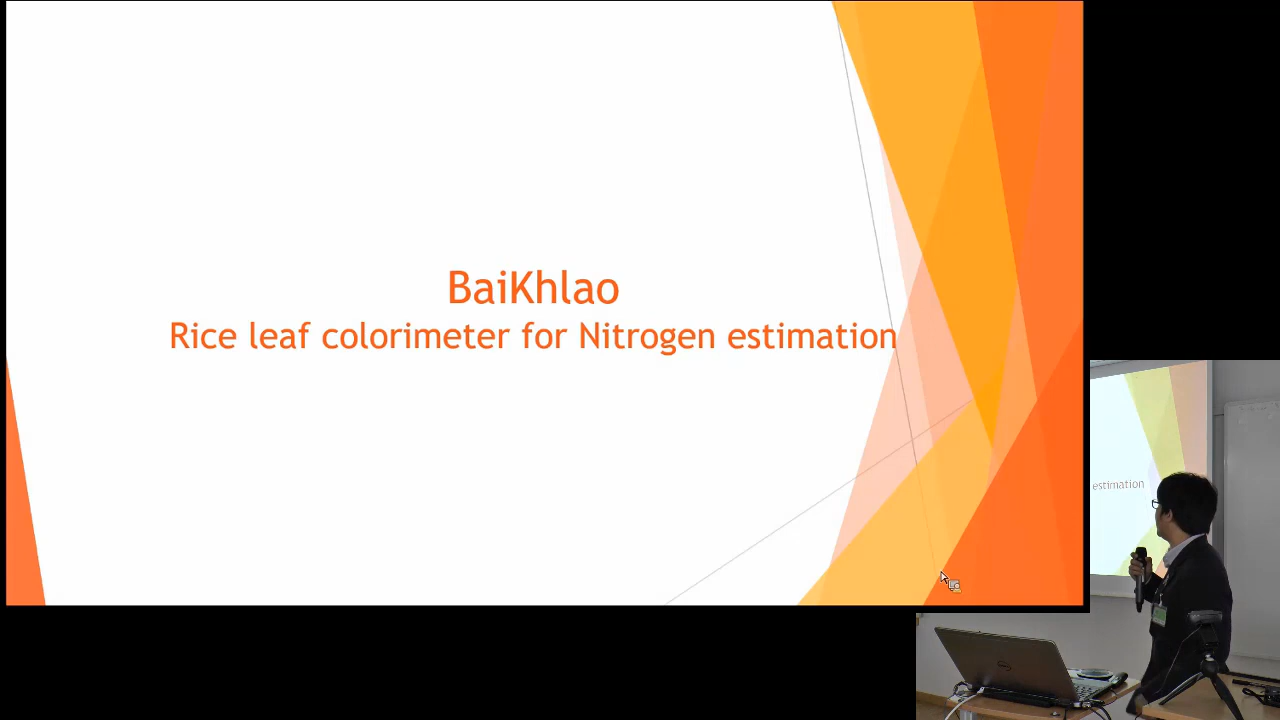 BaiKhlao
Rice leaf colorimeter for Nitrogen estimation
estimation